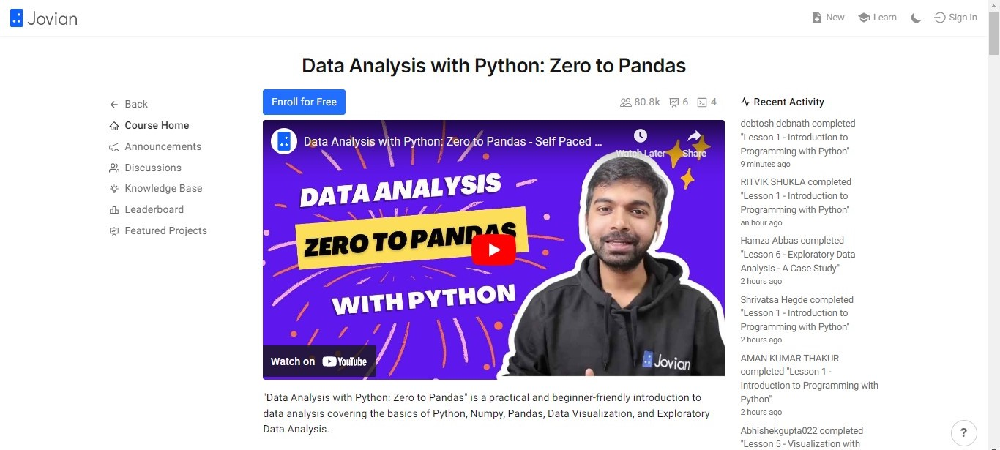 Jovian
New
Learn
Sign In
Data Analysis with Python: Zero to Pandas
Back
Course Home
Announcements
Discussions
Knowledge Base
Leaderboard
Featured Projects
Enroll for Free
80.8k
6
4
Data Analysis with Python: Zero to Pandas - Self Paced ...
Watch Later
Share
DATA ANALYSIS
ZERO TO PANDAS
WITH PYTHON
Jovian
Watch on YouTube
"Data Analysis with Python: Zero to Pandas" is a practical and beginner-friendly introduction to
data analysis covering the basics of Python, Numpy, Pandas, Data Visualization, and Exploratory
Data Analysis.
Recent Activity
debtosh debnath completed
"Lesson 1 - Introduction to
Programming with Python"
9 minutes ago
RITVIK SHUKLA completed
"Lesson 1 - Introduction to
Programming with Python"
an hour ago
Hamza Abbas completed
"Lesson 6 - Exploratory Data
Analysis - A Case Study"
2 hours ago
Shrivatsa Hegde completed
"Lesson 1 - Introduction to
Programming with Python"
2 hours ago
AMAN KUMAR THAKUR
completed "Lesson 1 -
Introduction to Programming with
Python"
2 hours ago
Abhishekgupta022 completed
"Lesson 5 - Visualization with
?